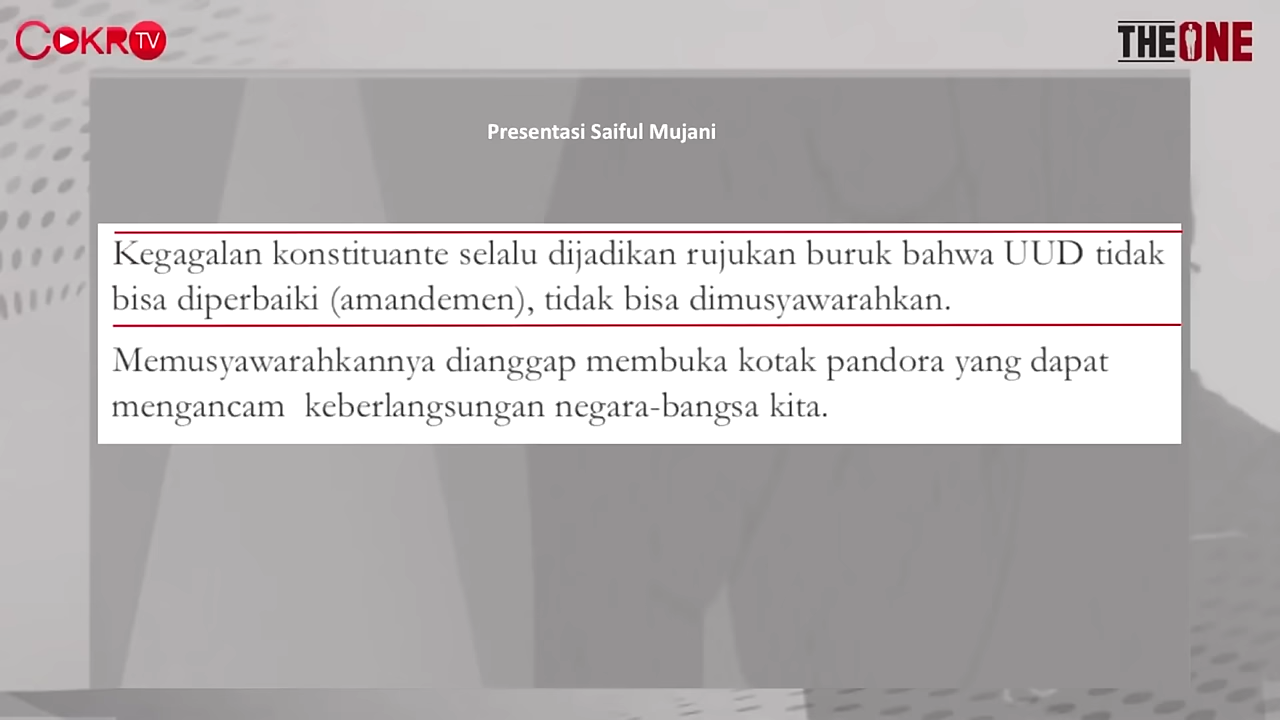 COKRO TV
THE ONE
Presentasi Saiful Mujani
Kegagalan konstituante selalu dijadikan rujukan buruk bahwa UUD tidak
bisa diperbaiki (amandemen), tidak bisa dimusyawarahkan.
Memusyawarahkannya dianggap membuka kotak pandora yang dapat
mengancam  keberlangsungan negara-bangsa kita.